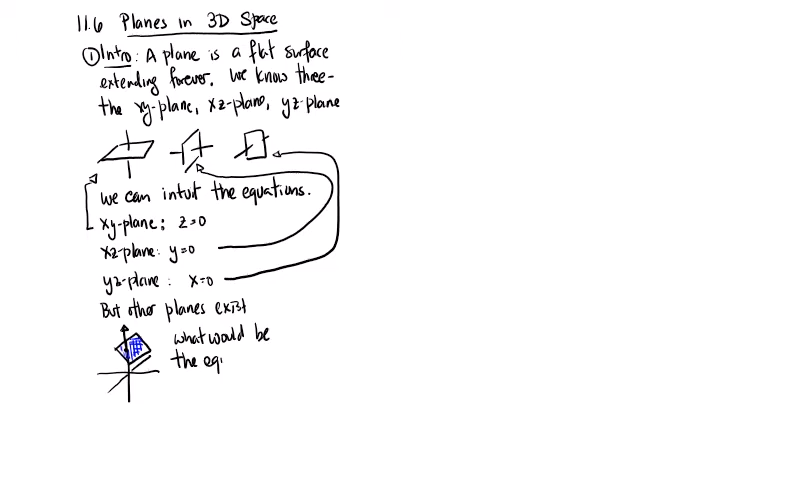 11.6 Planes in 3D Space
① Intro: A plane is a flat surface
extending forever. We know three-
the xy-plane, xz-plane, yz-plane
We can intuit the equations.
xy-plane: z=0
xz-plane: y=0
yz-plane: x=0
But other planes exist
what would be
the eq